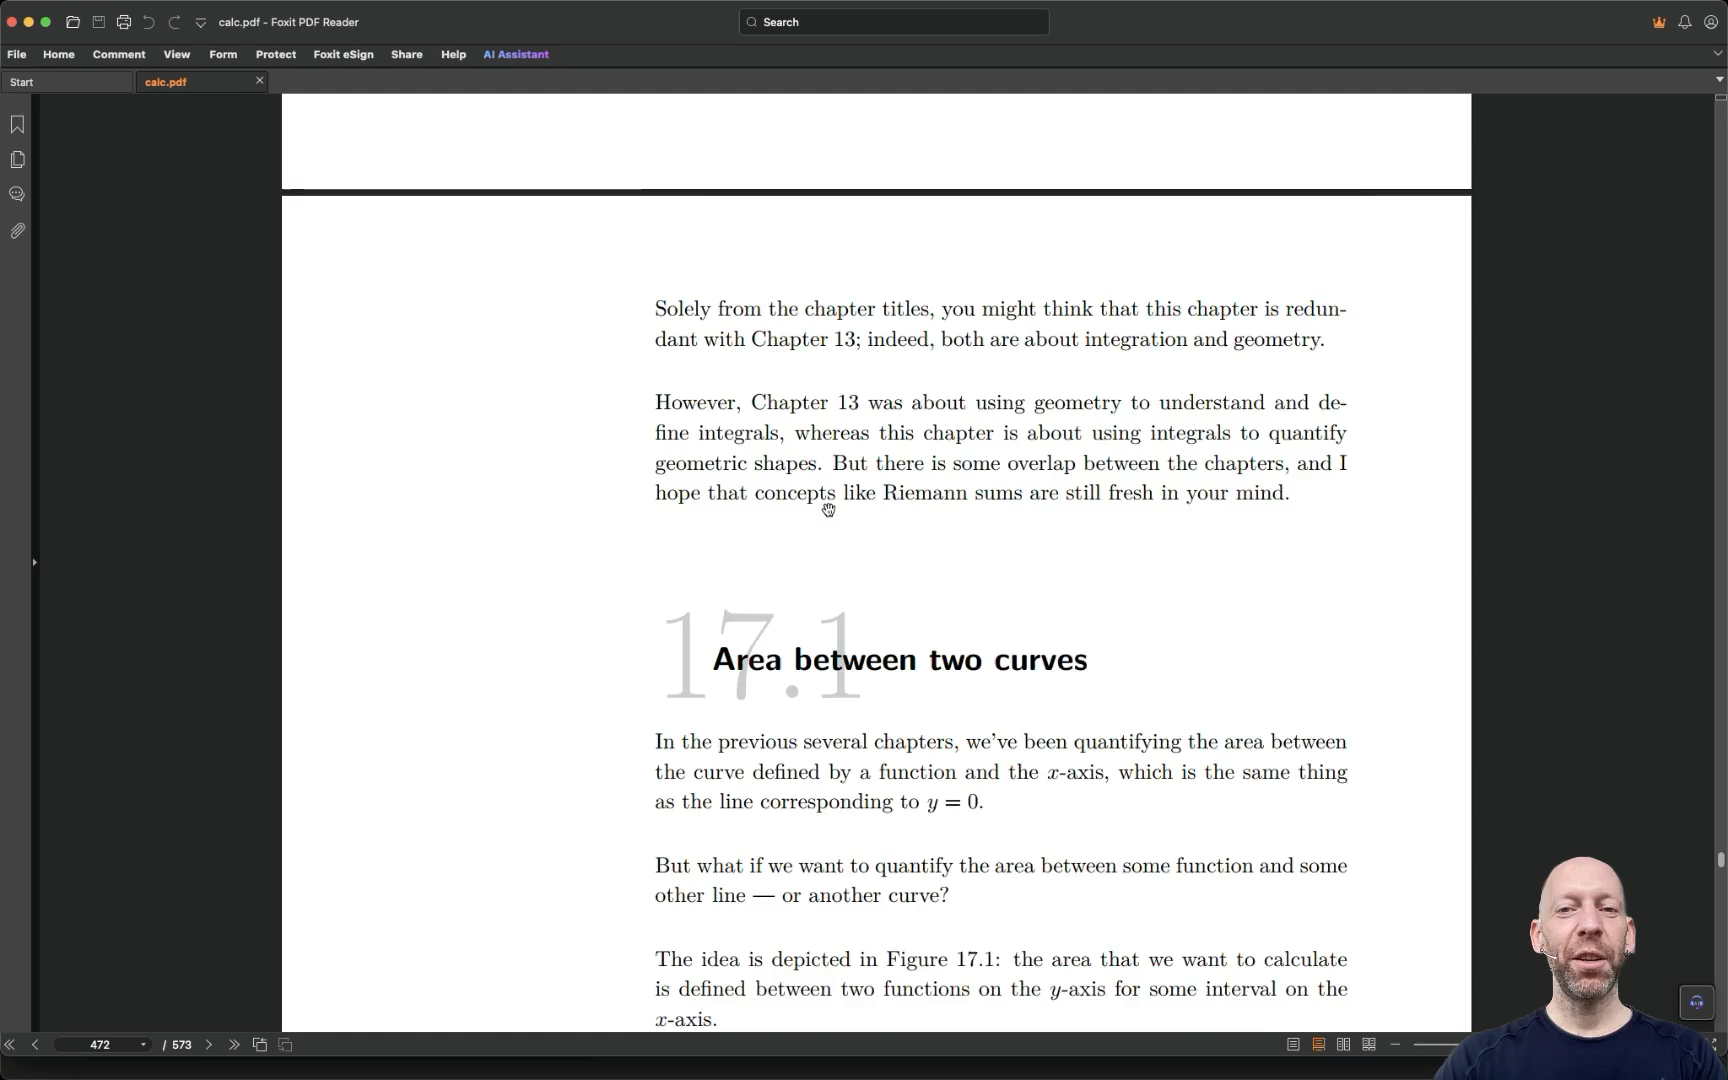 calc.pdf - Foxit PDF Reader
Search
File Home Comment View Form Protect Foxit eSign Share Help AI Assistant
Start
calc.pdf
Solely from the chapter titles, you might think that this chapter is redun-
dant with Chapter 13; indeed, both are about integration and geometry.
However, Chapter 13 was about using geometry to understand and de-
fine integrals, whereas this chapter is about using integrals to quantify
geometric shapes. But there is some overlap between the chapters, and I
hope that concepts like Riemann sums are still fresh in your mind.
17.1
Area between two curves
In the previous several chapters, we've been quantifying the area between
the curve defined by a function and the x-axis, which is the same thing
as the line corresponding to y = 0.
But what if we want to quantify the area between some function and some
other line — or another curve?
The idea is depicted in Figure 17.1: the area that we want to calculate
is defined between two functions on the y-axis for some interval on the
x-axis.
472 / 573